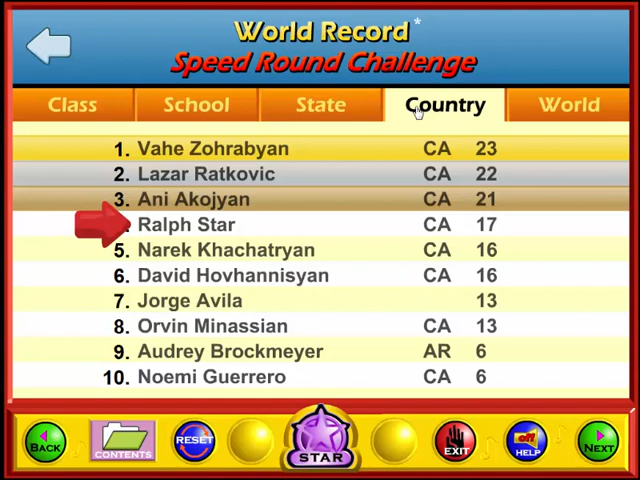 World Record*
Speed Round Challenge
Class School State Country World
1. Vahe Zohrabyan CA 23
2. Lazar Ratkovic CA 22
3. Ani Akojyan CA 21
Ralph Star CA 17
5. Narek Khachatryan CA 16
6. David Hovhannisyan CA 16
7. Jorge Avila 13
8. Orvin Minassian CA 13
9. Audrey Brockmeyer AR 6
10. Noemi Guerrero CA 6
BACK CONTENTS RESET STAR EXIT off HELP NEXT